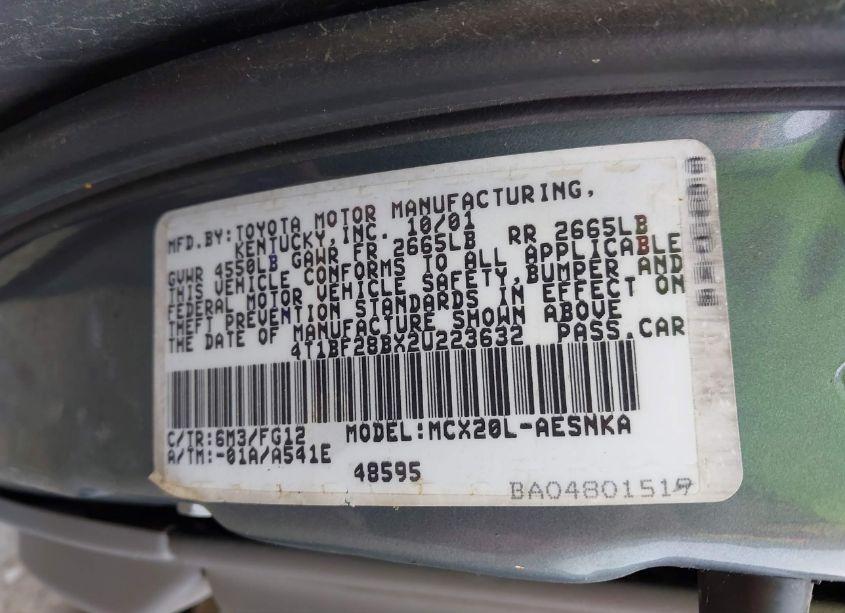 MFD.BY:TOYOTA MOTOR MANUFACTURING,
KENTUCKY,INC. 10/01
GVWR 4550LB GAWR FR 2665LB RR 2665LB
THIS VEHICLE CONFORMS TO ALL APPLICABLE
FEDERAL MOTOR VEHICLE SAFETY,BUMPER AND
THEFT PREVENTION STANDARDS IN EFFECT ON
THE DATE OF MANUFACTURE SHOWN ABOVE
4T1BF28BX2U223632 PASS.CAR
C/TR:6M3/FG12 MODEL:MCX20L-AESNKA
A/TM:-01A/A541E
48595
BA04801519